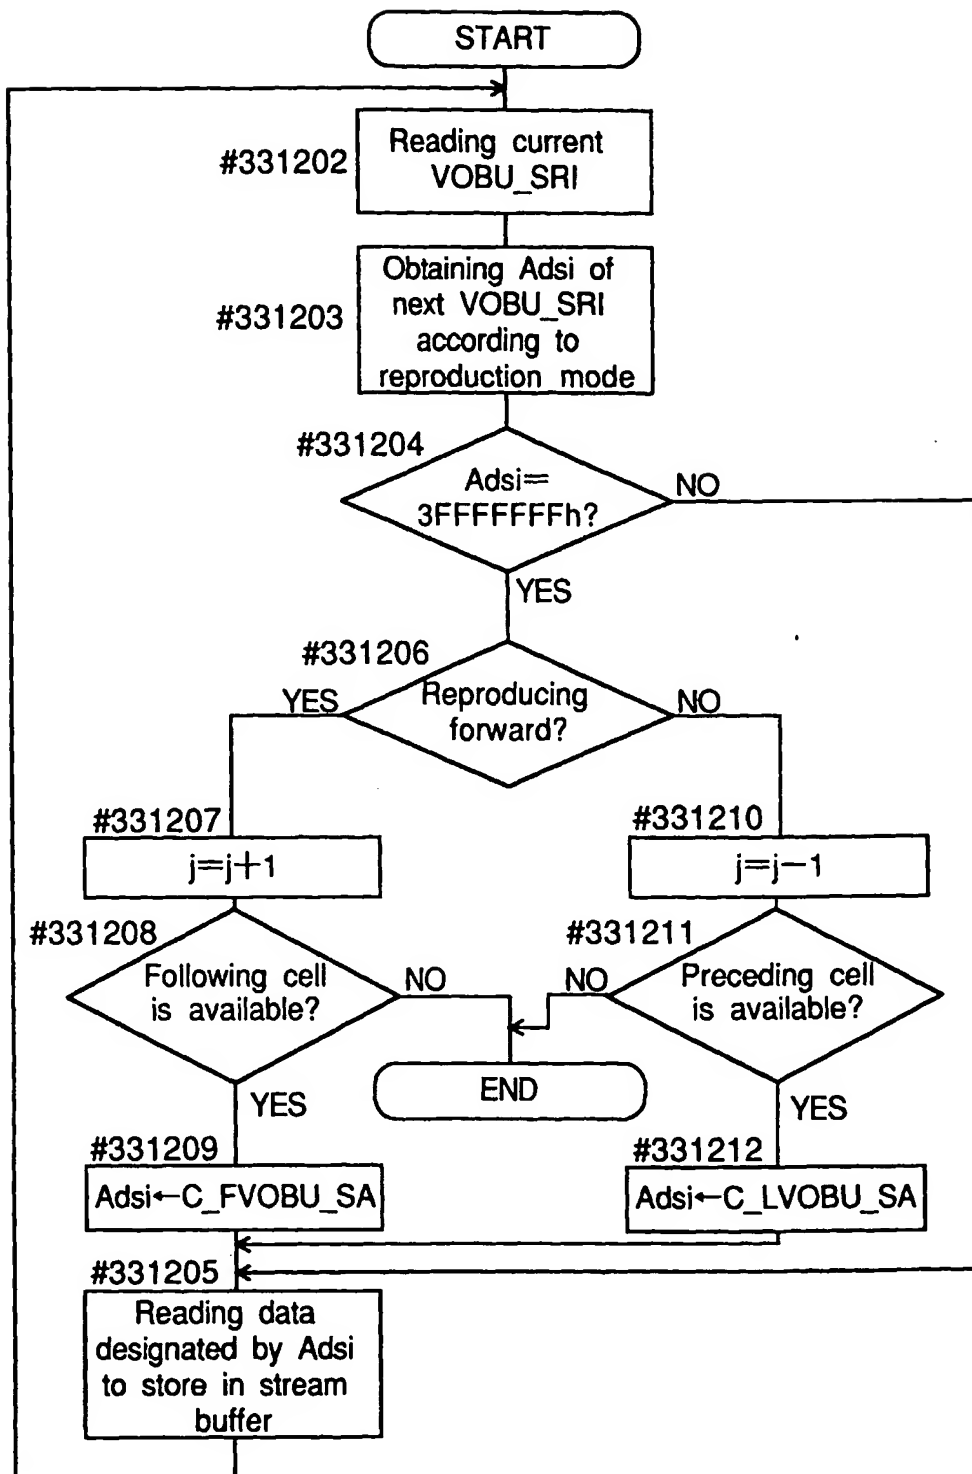 START
#331202
Reading current
VOBU_SRI
#331203
Obtaining Adsi of
next VOBU_SRI
according to
reproduction mode
#331204
Adsi=
3FFFFFFFh?
NO
YES
#331206
Reproducing
forward?
YES
NO
#331207
j=j+1
#331210
j=j−1
#331208
Following cell
is available?
NO
#331211
Preceding cell
is available?
NO
END
YES
YES
#331209
Adsi←C_FVOBU_SA
#331212
Adsi←C_LVOBU_SA
#331205
Reading data
designated by Adsi
to store in stream
buffer